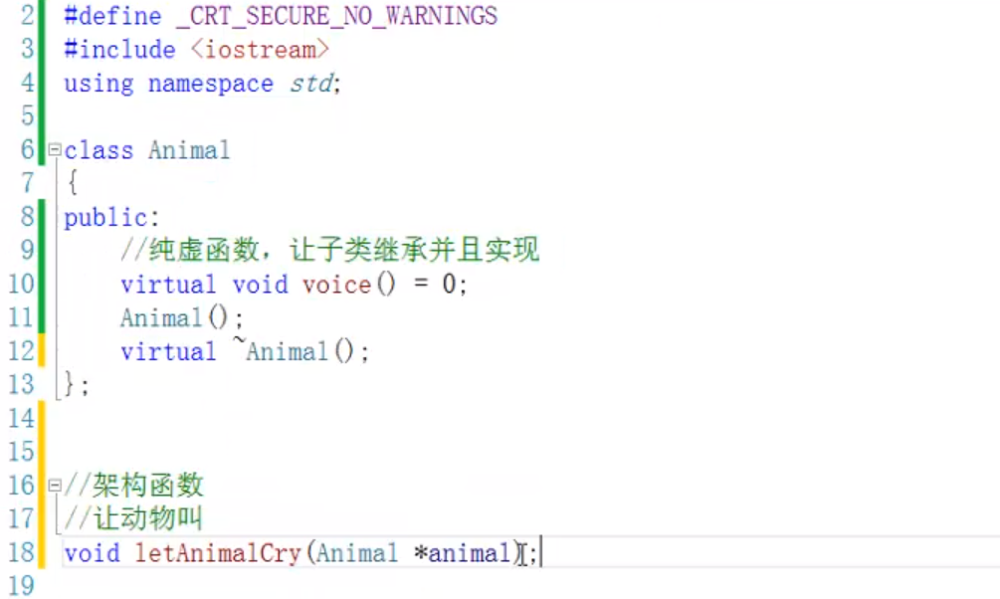 2 #define _CRT_SECURE_NO_WARNINGS
3 #include <iostream>
4 using namespace std;
5
6 class Animal
7 {
8 public:
9     //纯虚函数，让子类继承并且实现
10     virtual void voice() = 0;
11     Animal();
12     virtual ~Animal();
13 };
14
15
16 //架构函数
17 //让动物叫
18 void letAnimalCry(Animal *animal);
19